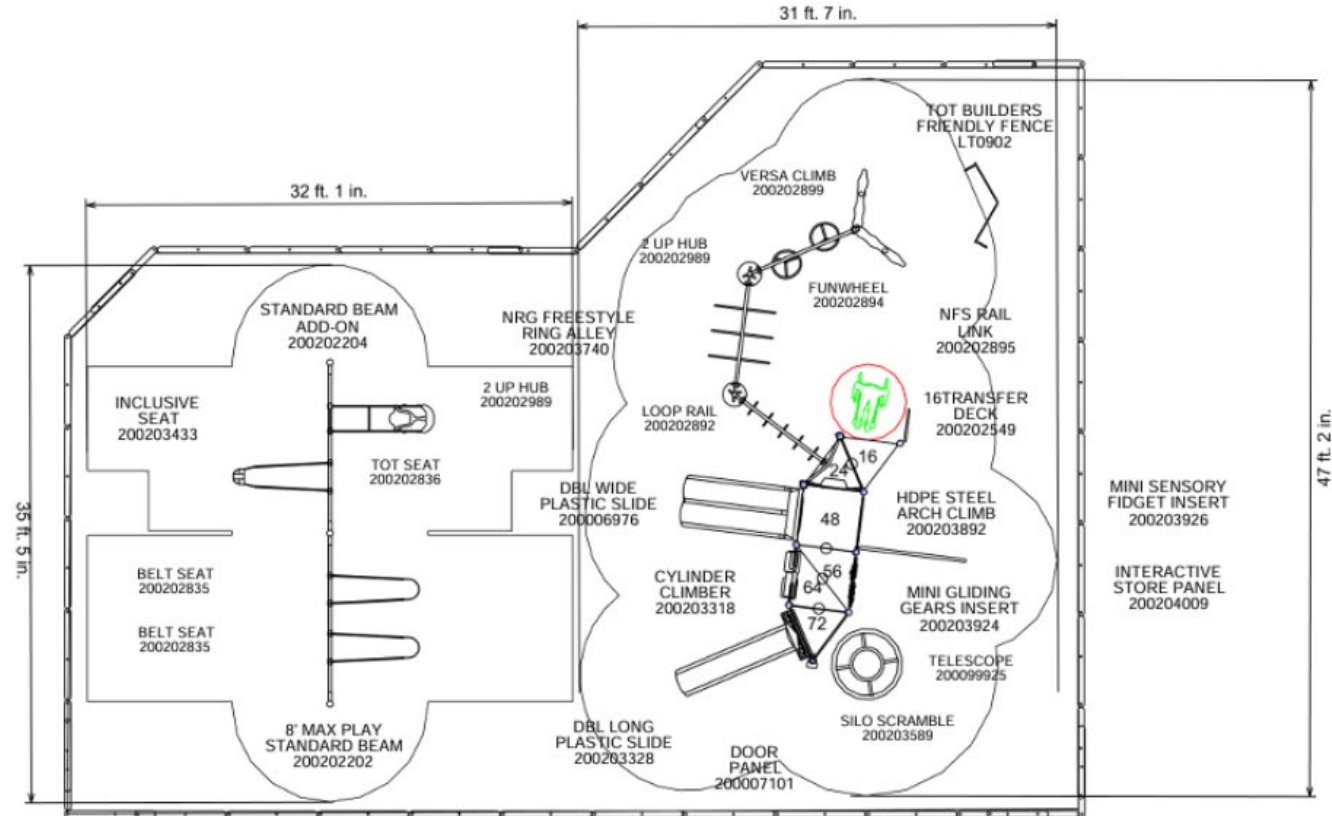 31 ft. 7 in.
TOT BUILDERS
FRIENDLY FENCE
LT0902
VERSA CLIMB
200202899
32 ft. 1 in.
2 UP HUB
200202989
FUNWHEEL
200202894
STANDARD BEAM
ADD-ON
200202204
NRG FREESTYLE
RING ALLEY
200203740
NFS RAIL
LINK
200202895
INCLUSIVE
SEAT
200203433
2 UP HUB
200202989
LOOP RAIL
200202892
16TRANSFER
DECK
200202549
47 ft. 2 in.
TOT SEAT
200202836
16
24
DBL WIDE
PLASTIC SLIDE
200006976
48
HDPE STEEL
ARCH CLIMB
200203892
MINI SENSORY
FIDGET INSERT
200203926
35 ft. 5 in.
BELT SEAT
200202835
CYLINDER
CLIMBER
200203318
56
64
72
MINI GLIDING
GEARS INSERT
200203924
INTERACTIVE
STORE PANEL
200204009
BELT SEAT
200202835
TELESCOPE
200099925
8' MAX PLAY
STANDARD BEAM
200202202
DBL LONG
PLASTIC SLIDE
200203328
SILO SCRAMBLE
200203589
DOOR
PANEL
200007101